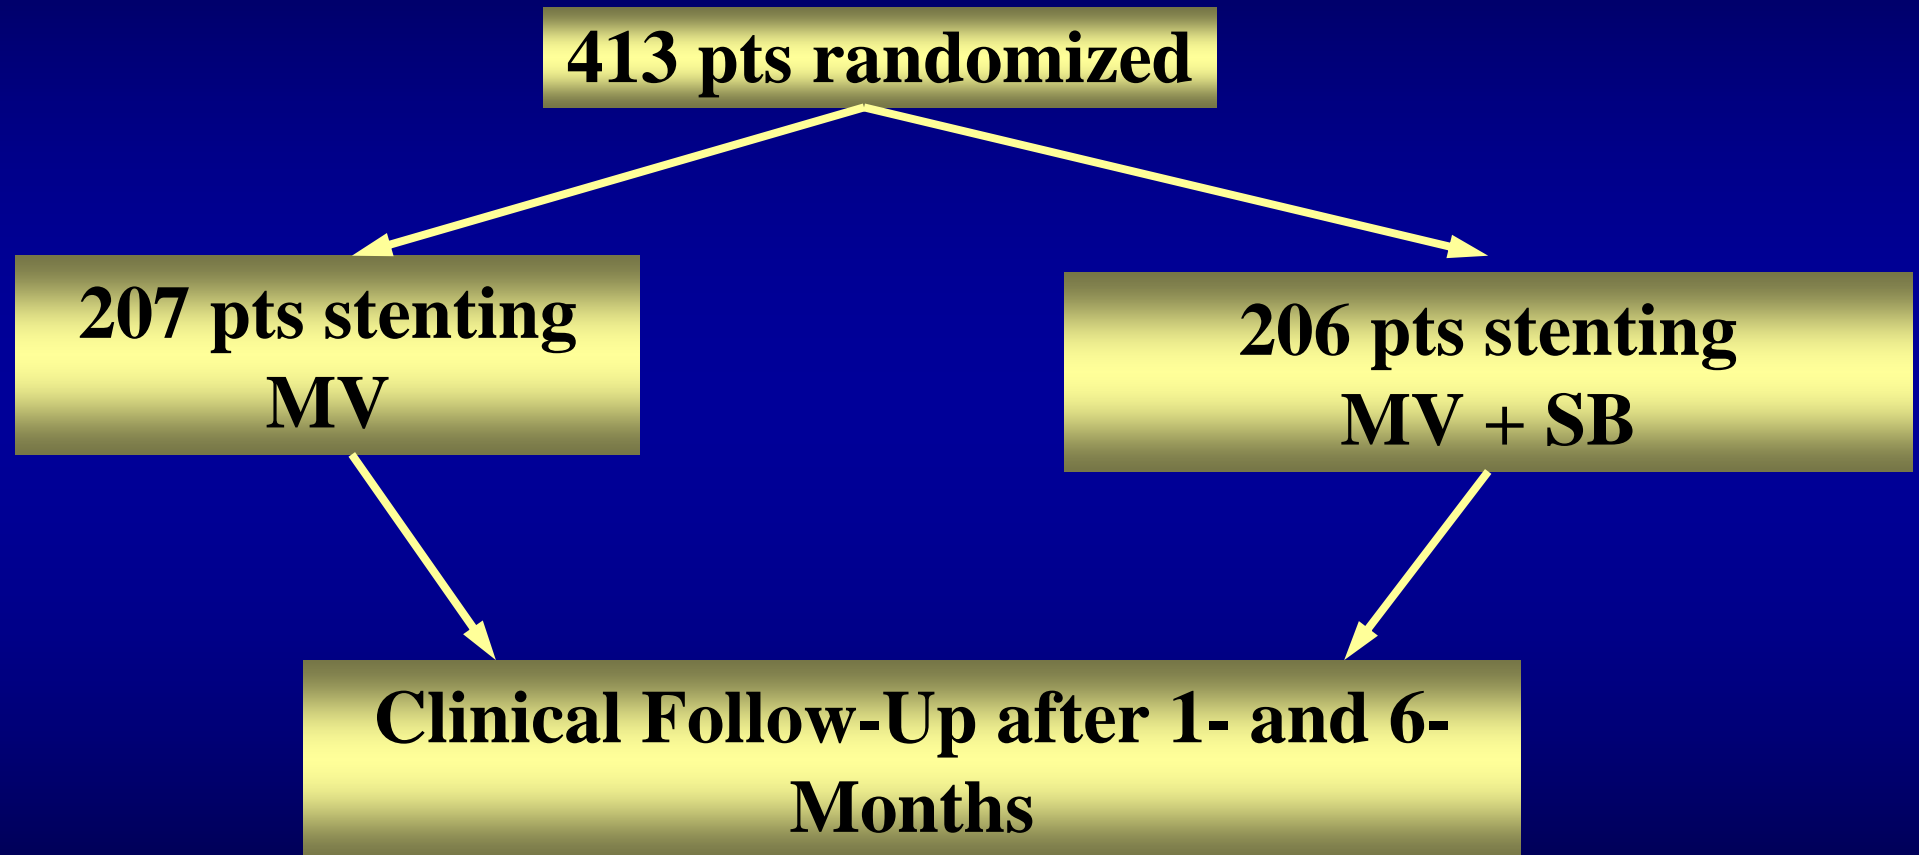 413 pts randomized
207 pts stenting
MV
206 pts stenting
MV + SB
Clinical Follow-Up after 1- and 6-
Months